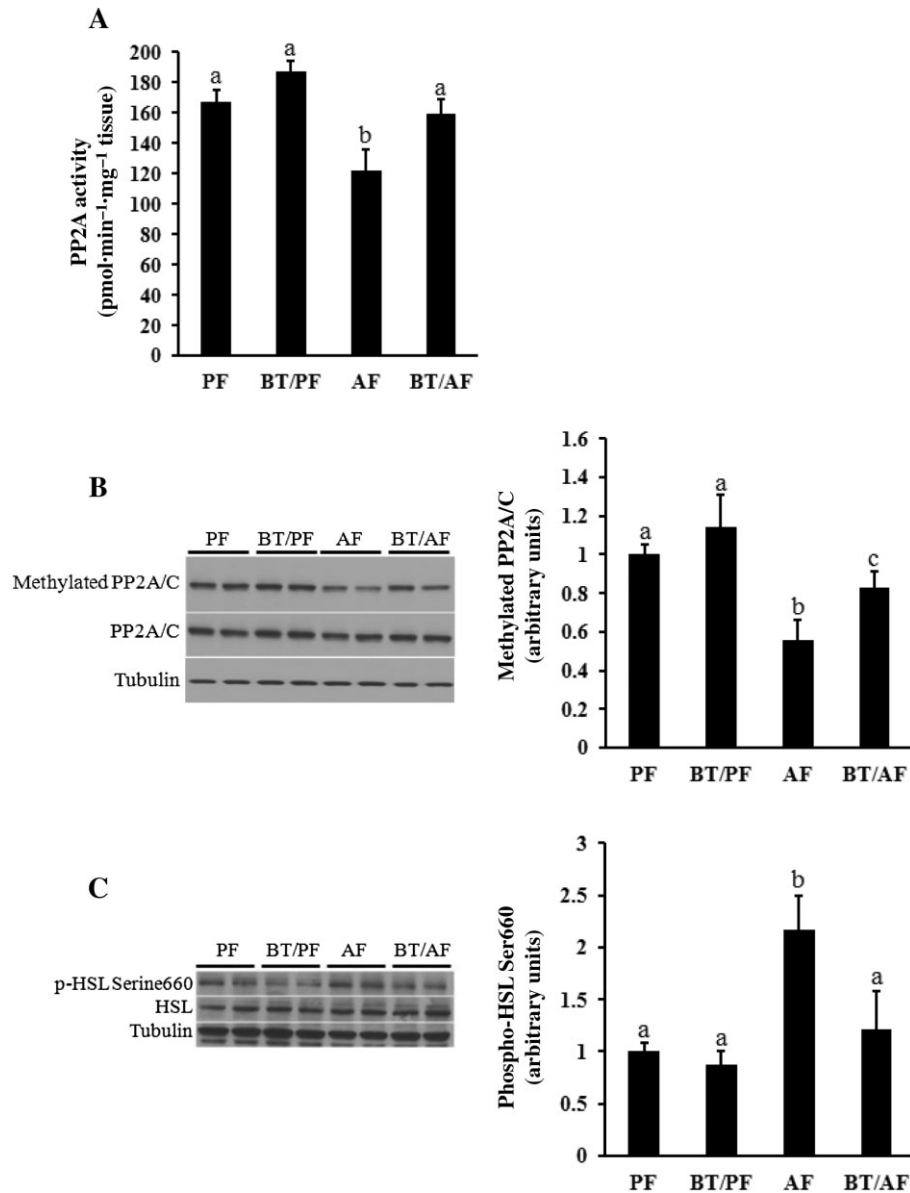 A
200
180
160
140
120
100
80
60
40
20
0
PP2A activity
(pmol·min⁻¹·mg⁻¹ tissue)
a
a
b
a
PF BT/PF AF BT/AF
B
PF BT/PF AF BT/AF
Methylated PP2A/C
PP2A/C
Tubulin
1.6
1.4
1.2
1
0.8
0.6
0.4
0.2
0
Methylated PP2A/C
(arbitrary units)
a
a
b
c
PF BT/PF AF BT/AF
C
PF BT/PF AF BT/AF
p-HSL Serine660
HSL
Tubulin
3
2.5
2
1.5
1
0.5
0
Phospho-HSL Ser660
(arbitrary units)
a
a
b
a
PF BT/PF AF BT/AF